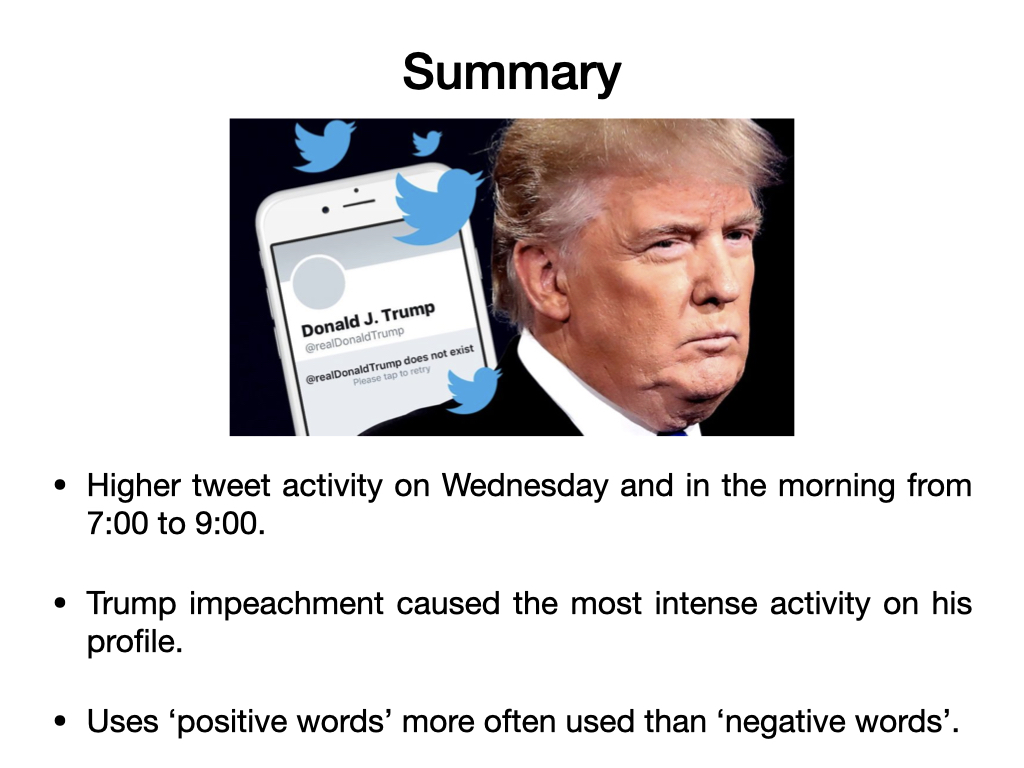 Summary
Donald J. Trump
@realDonaldTrump
@realDonaldTrump does not exist
Please tap to retry
• Higher tweet activity on Wednesday and in the morning from
7:00 to 9:00.
• Trump impeachment caused the most intense activity on his
profile.
• Uses ‘positive words’ more often used than ‘negative words’.